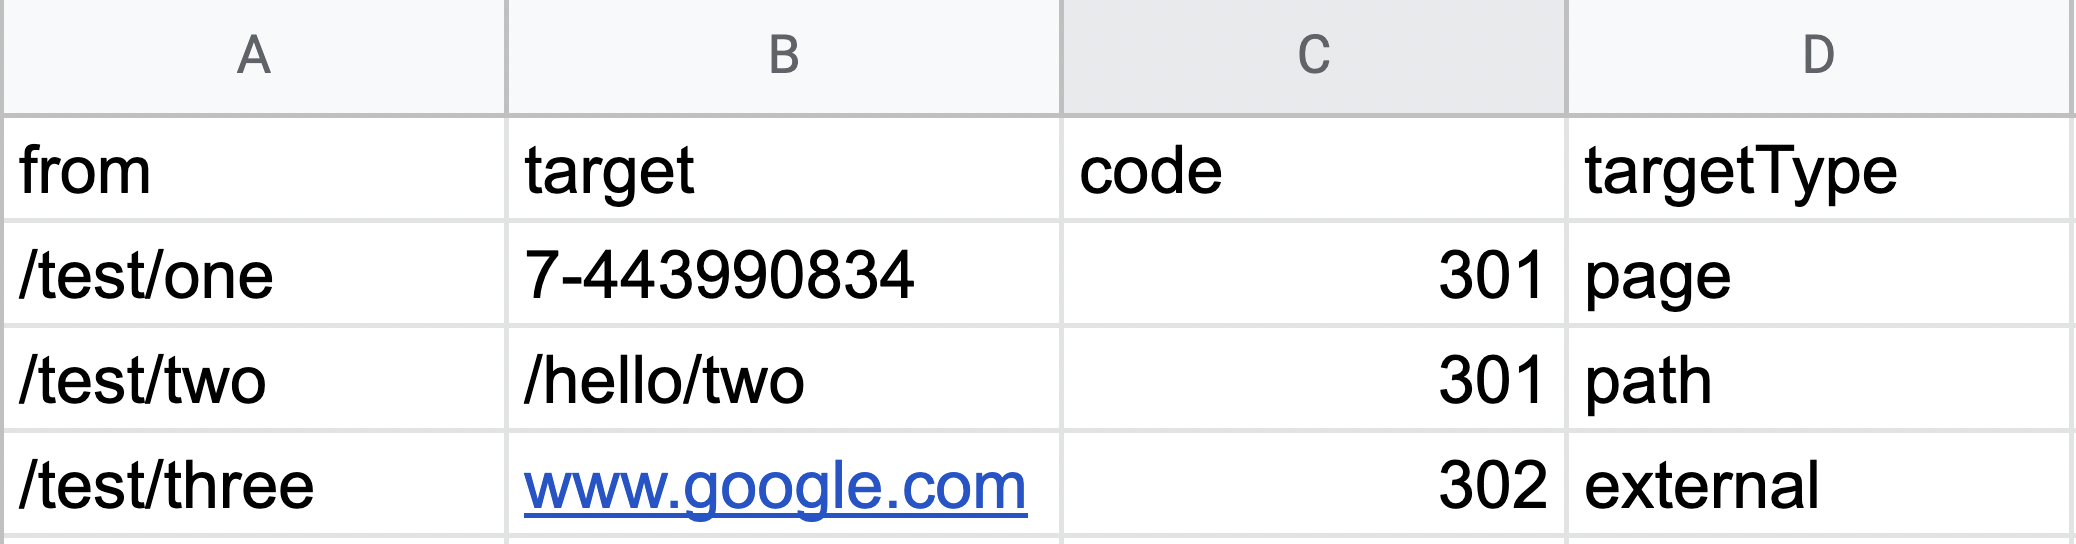 A B C D
from target code targetType
/test/one 7-443990834 301 page
/test/two /hello/two 301 path
/test/three www.google.com 302 external